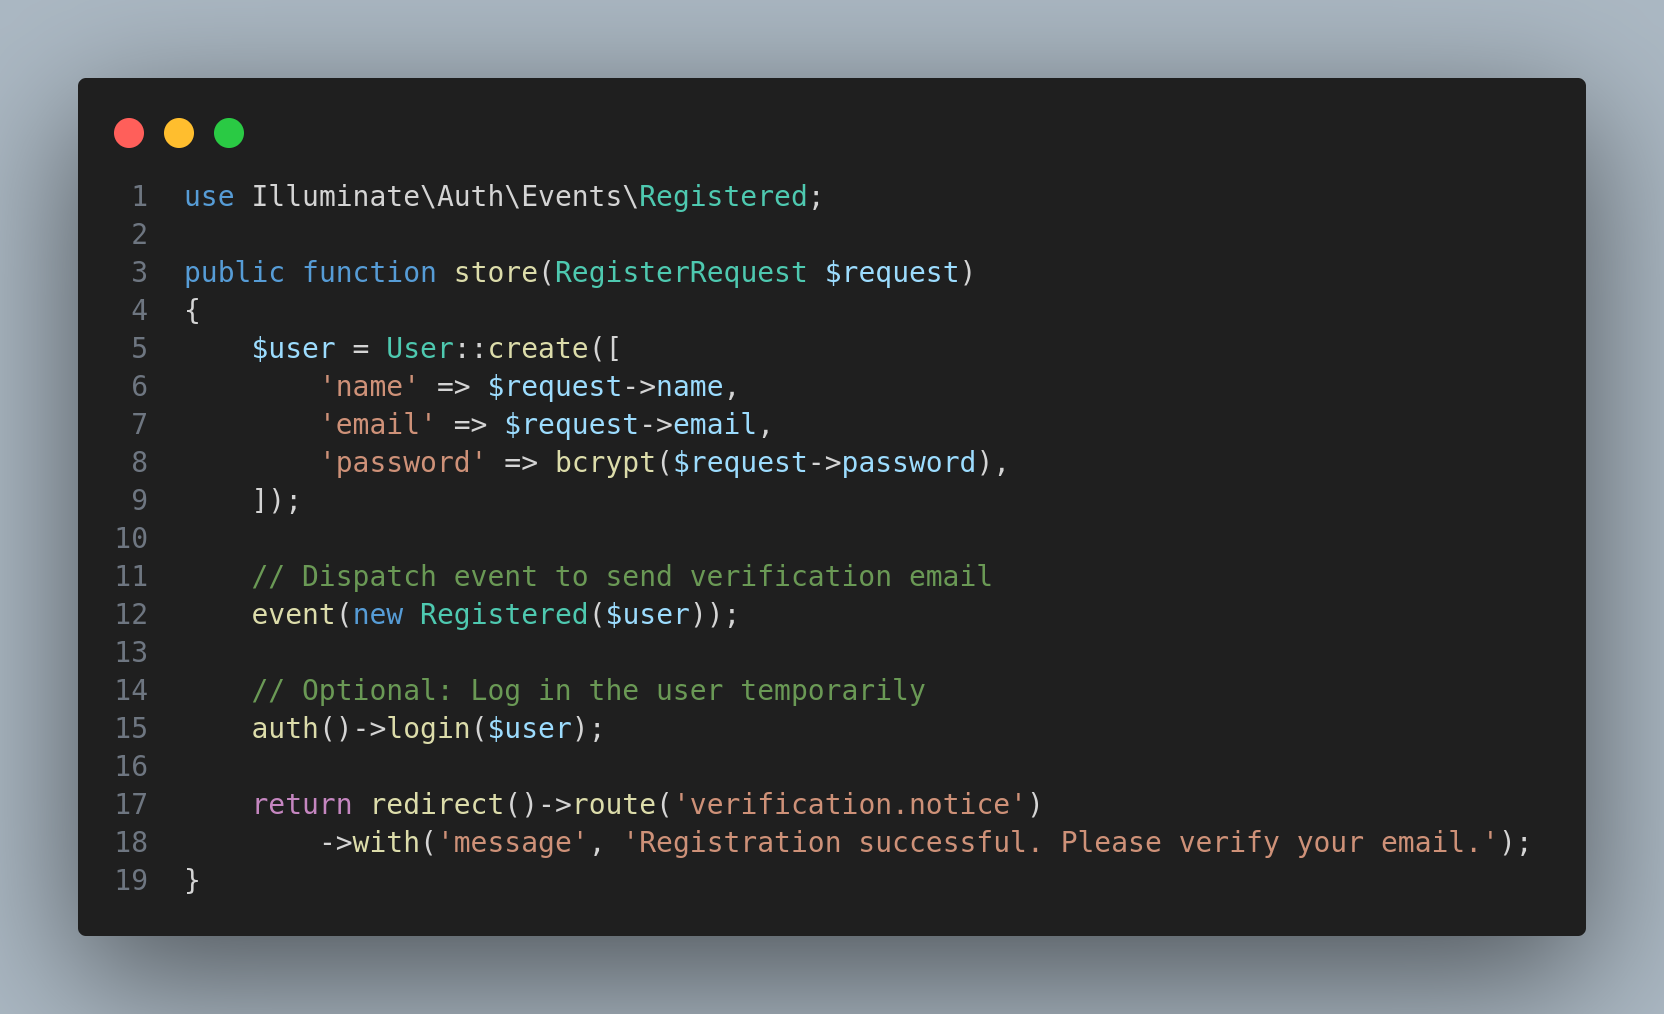 1 use Illuminate\Auth\Events\Registered;
2
3 public function store(RegisterRequest $request)
4 {
5     $user = User::create([
6         'name' => $request->name,
7         'email' => $request->email,
8         'password' => bcrypt($request->password),
9     ]);
10
11     // Dispatch event to send verification email
12     event(new Registered($user));
13
14     // Optional: Log in the user temporarily
15     auth()->login($user);
16
17     return redirect()->route('verification.notice')
18         ->with('message', 'Registration successful. Please verify your email.');
19 }